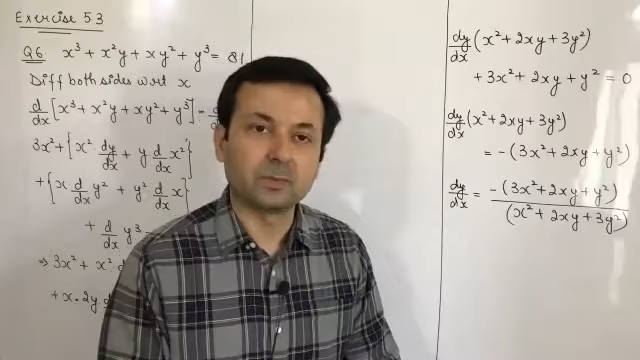 Exercise 5.3
Q6 x³ + x²y + xy² + y³ = 81
Diff both sides w.r.t x
d/dx [x³ + x²y + xy² + y³] = d
3x² + {x² dy/dx + y d/dx x²}
+ {x d/dx y² + y² d/dx x}
+ d/dx y³
⇒ 3x² + x²
+ x·2y
dy/dx (x² + 2xy + 3y²)
+ 3x² + 2xy + y² = 0
dy/dx (x² + 2xy + 3y²)
= -(3x² + 2xy + y²)
dy/dx = -(3x² + 2xy + y²) / (x² + 2xy + 3y²)